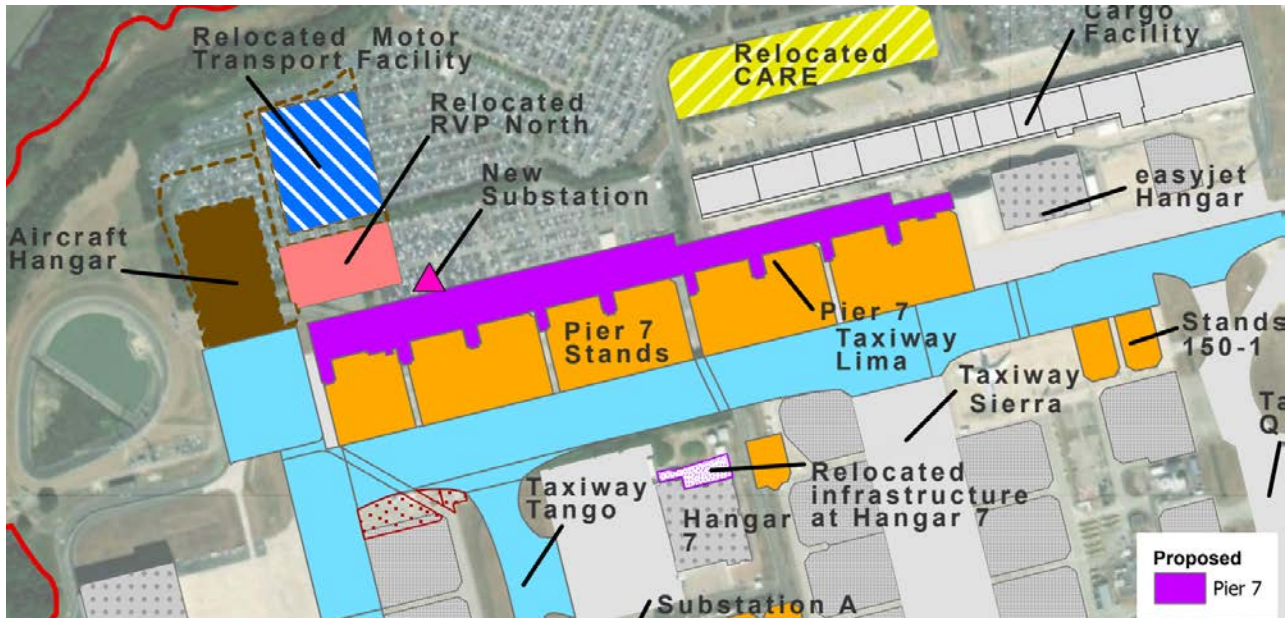 Relocated Motor
Transport Facility
Relocated
RVP North
New
Substation
Relocated
CARE
Cargo
Facility
easyjet
Hangar
Aircraft
Hangar
Pier 7
Stands
Pier 7
Taxiway
Lima
Stands
150-1
Taxiway
Sierra
Taxiway
Tango
Hangar
7
Relocated
infrastructure
at Hangar 7
Ta
Q
Substation A
Proposed
Pier 7